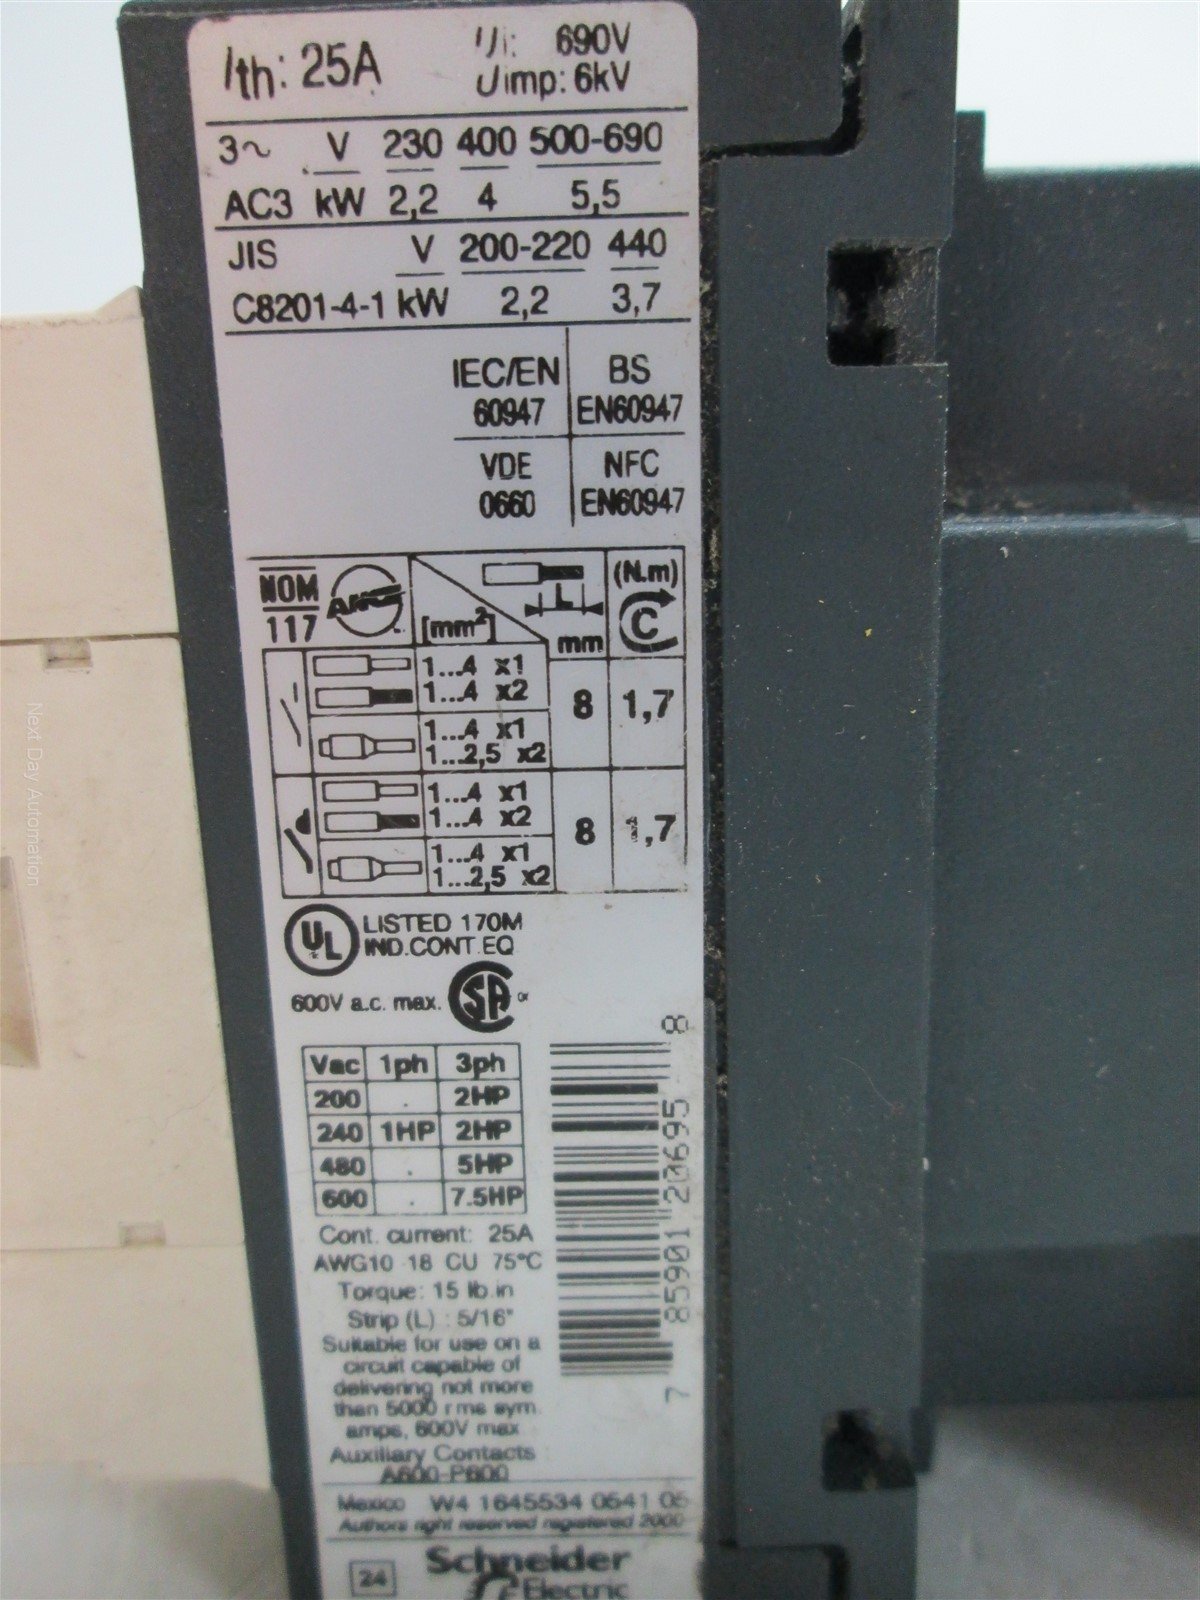 Ith: 25A
Ui: 690V
Uimp: 6kV
3~ V 230 400 500-690
AC3 kW 2,2 4 5,5
JIS V 200-220 440
C8201-4-1 kW 2,2 3,7
IEC/EN BS
60947 EN60947
VDE NFC
0660 EN60947
NOM
117
ANCE
[mm²]
L
mm
(N.m)
C
1...4 x1
1...4 x2
1...4 x1
1...2,5 x2
8 1,7
1...4 x1
1...4 x2
1...4 x1
1...2,5 x2
8 1,7
UL LISTED 170M
IND.CONT.EQ
600V a.c. max. SA
Vac 1ph 3ph
200 . 2HP
240 1HP 2HP
480 . 5HP
600 . 7.5HP
Cont. current: 25A
AWG10 18 CU 75°C
Torque: 15 lb.in
Strip (L) : 5/16"
Suitable for use on a
circuit capable of
delivering not more
than 5000 rms sym.
amps, 600V max
Auxiliary Contacts
A600-P600
7 85901 20695 8
Mexico W4 1645534 0541 05
Authors right reserved registered 2000
24
Schneider
Electric
Next Day Automation